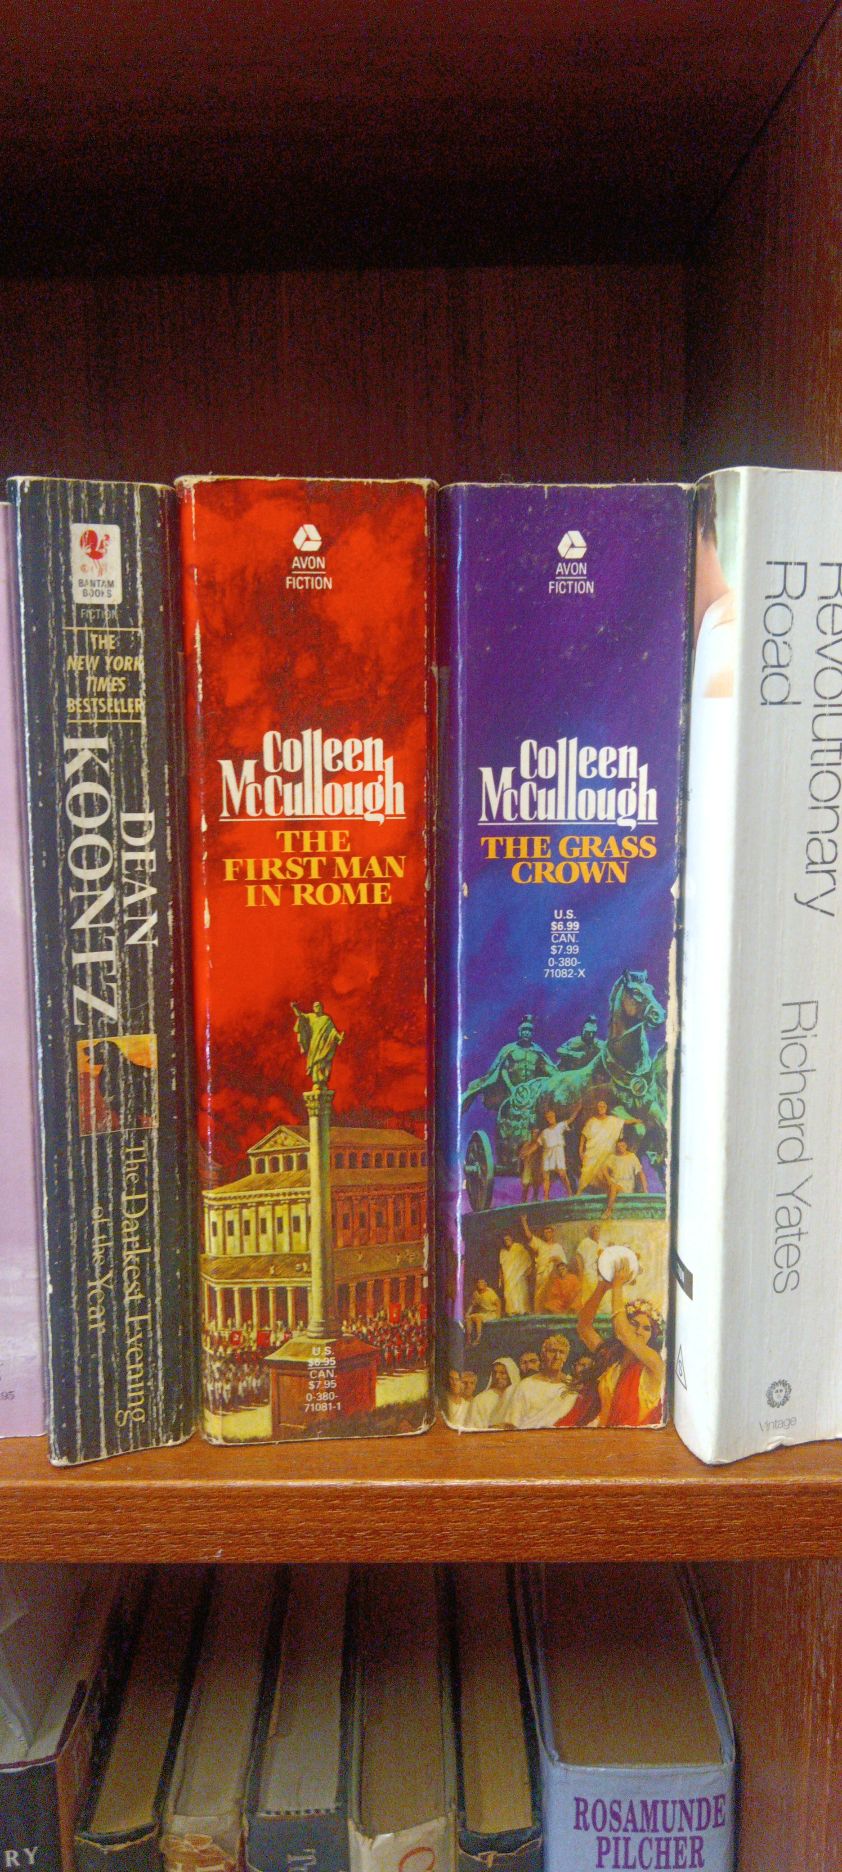 95
BANTAM
BOOKS
FICTION
THE
NEW YORK
TIMES
BESTSELLER
DEAN
KOONTZ
The Darkest Evening
of the Year
AVON
FICTION
Colleen
McCullough
THE
FIRST MAN
IN ROME
U.S.
$6.95
CAN.
$7.95
0-380-
71081-1
AVON
FICTION
Colleen
McCullough
THE GRASS
CROWN
U.S.
$6.99
CAN.
$7.99
0-380-
71082-X
Revolutionary
Road
Richard Yates
Vintage
RY
ROSAMUNDE
PILCHER